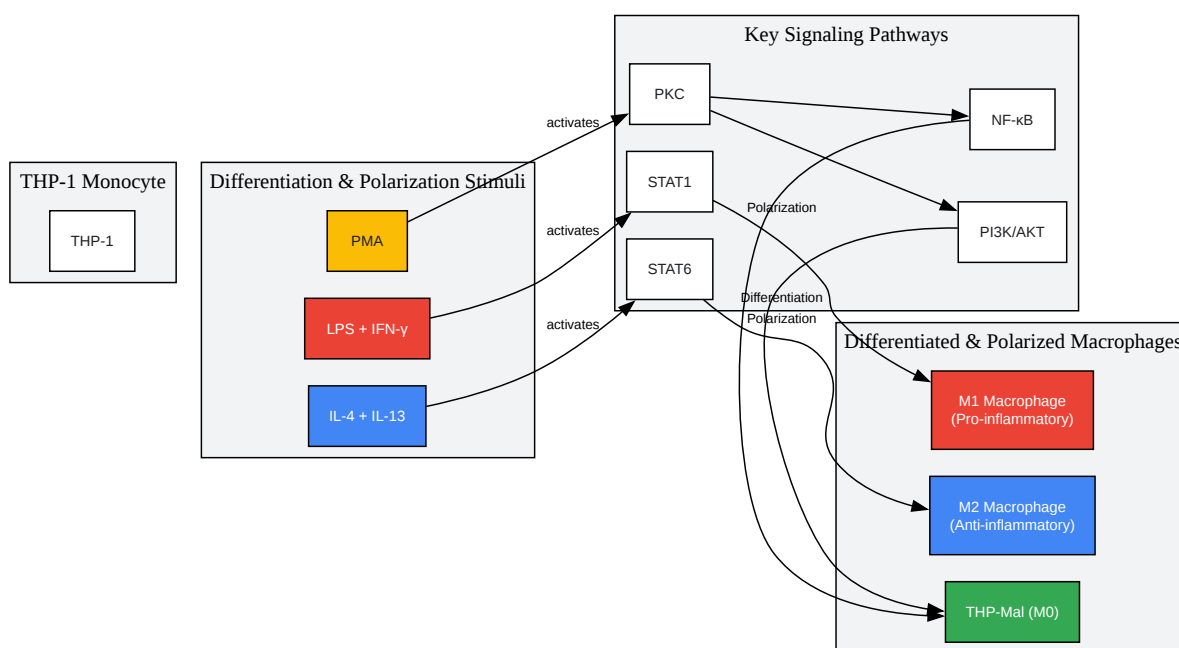 THP-1 Monocyte
THP-1
Differentiation & Polarization Stimuli
PMA
LPS + IFN-γ
IL-4 + IL-13
activates
activates
activates
Key Signaling Pathways
PKC
STAT1
STAT6
NF-κB
PI3K/AKT
Polarization
Differentiation
Polarization
Differentiated & Polarized Macrophages
M1 Macrophage
(Pro-inflammatory)
M2 Macrophage
(Anti-inflammatory)
THP-Mal (M0)